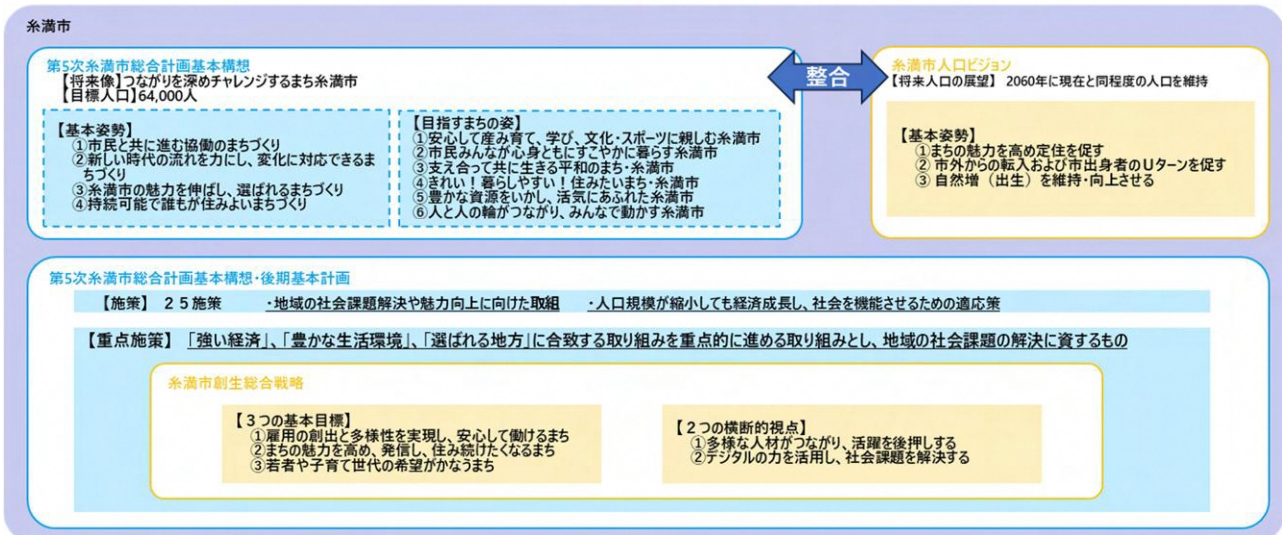 糸満市
第5次糸満市総合計画基本構想
【将来像】つながりを深めチャレンジするまち糸満市
【目標人口】64,000人
【基本姿勢】
①市民と共に進む協働のまちづくり
②新しい時代の流れを力にし、変化に対応できるま
ちづくり
③糸満市の魅力を伸ばし、選ばれるまちづくり
④持続可能で誰もが住みよいまちづくり
【目指すまちの姿】
①安心して産み育て、学び、文化・スポーツに親しむ糸満市
②市民みんなが心身ともにすこやかに暮らす糸満市
③支え合って共に生きる平和のまち・糸満市
④きれい！暮らしやすい！住みたいまち・糸満市
⑤豊かな資源をいかし、活気にあふれた糸満市
⑥人と人の輪がつながり、みんなで動かす糸満市
整合
糸満市人口ビジョン
【将来人口の展望】 2060年に現在と同程度の人口を維持
【基本姿勢】
①まちの魅力を高め定住を促す
② 市外からの転入および市出身者のUターンを促す
③ 自然増（出生）を維持・向上させる
第5次糸満市総合計画基本構想・後期基本計画
【施策】 25施策 ・地域の社会課題解決や魅力向上に向けた取組 ・人口規模が縮小しても経済成長し、社会を機能させるための適応策
【重点施策】 「強い経済」、「豊かな生活環境」、「選ばれる地方」に合致する取り組みを重点的に進める取り組みとし、地域の社会課題の解決に資するもの
糸満市創生総合戦略
【３つの基本目標】
①雇用の創出と多様性を実現し、安心して働けるまち
②まちの魅力を高め、発信し、住み続けたくなるまち
③若者や子育て世代の希望がかなうまち
【２つの横断的視点】
①多様な人材がつながり、活躍を後押しする
②デジタルの力を活用し、社会課題を解決する